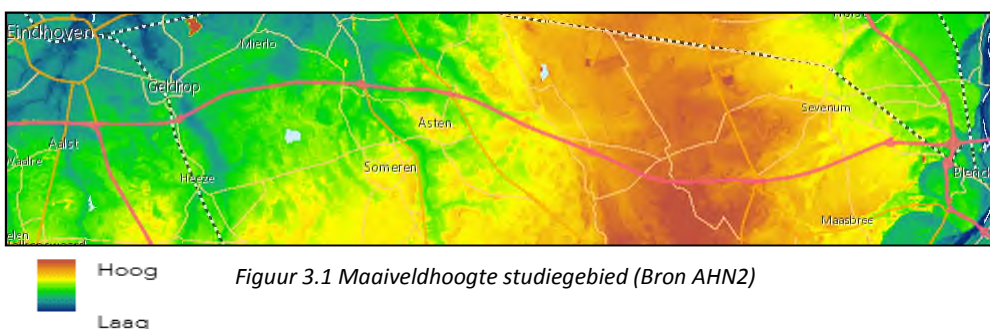 Eindhoven
Mierlo
Geldrop
Sevenum
Asten
Aalst
Waalre
Someren
Heeze
Maasbree
Hoog
Figuur 3.1 Maaiveldhoogte studiegebied (Bron AHN2)
Laag